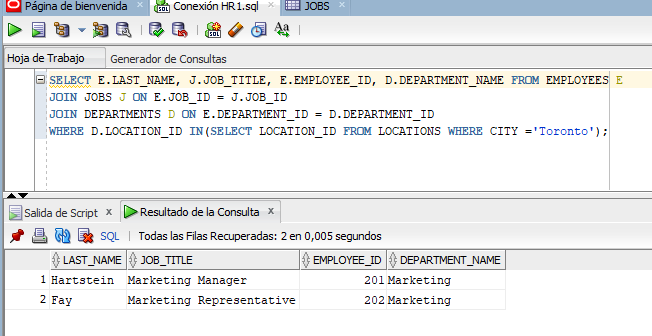 Página de bienvenida x Conexión HR1.sql x JOBS
SQL Aa
Hoja de Trabajo Generador de Consultas
SELECT E.LAST_NAME, J.JOB_TITLE, E.EMPLOYEE_ID, D.DEPARTMENT_NAME FROM EMPLOYEES E
JOIN JOBS J ON E.JOB_ID = J.JOB_ID
JOIN DEPARTMENTS D ON E.DEPARTMENT_ID = D.DEPARTMENT_ID
WHERE D.LOCATION_ID IN(SELECT LOCATION_ID FROM LOCATIONS WHERE CITY ='Toronto');
Salida de Script x Resultado de la Consulta x
SQL | Todas las Filas Recuperadas: 2 en 0,005 segundos
LAST_NAME JOB_TITLE EMPLOYEE_ID DEPARTMENT_NAME
1 Hartstein Marketing Manager 201 Marketing
2 Fay Marketing Representative 202 Marketing